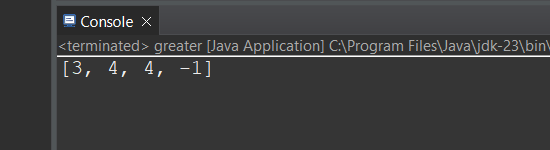 Console
<terminated> greater [Java Application] C:\Program Files\Java\jdk-23\bin\
[3, 4, 4, -1]